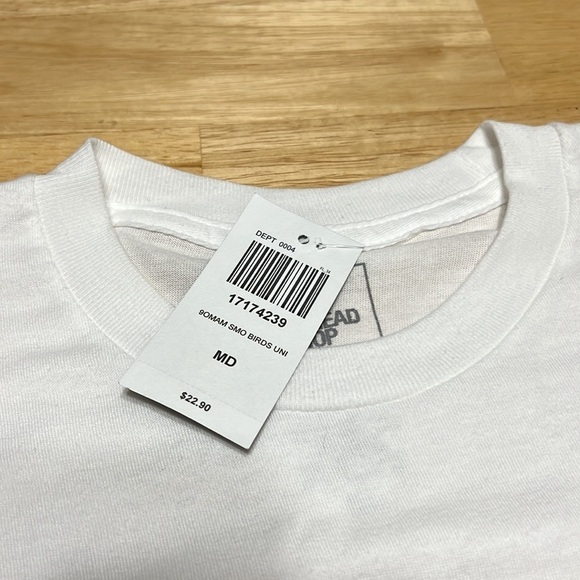 DEPT 0004
17174239
9OMAM SMO BIRDS UNI
MD
$22.90
EAD
OP